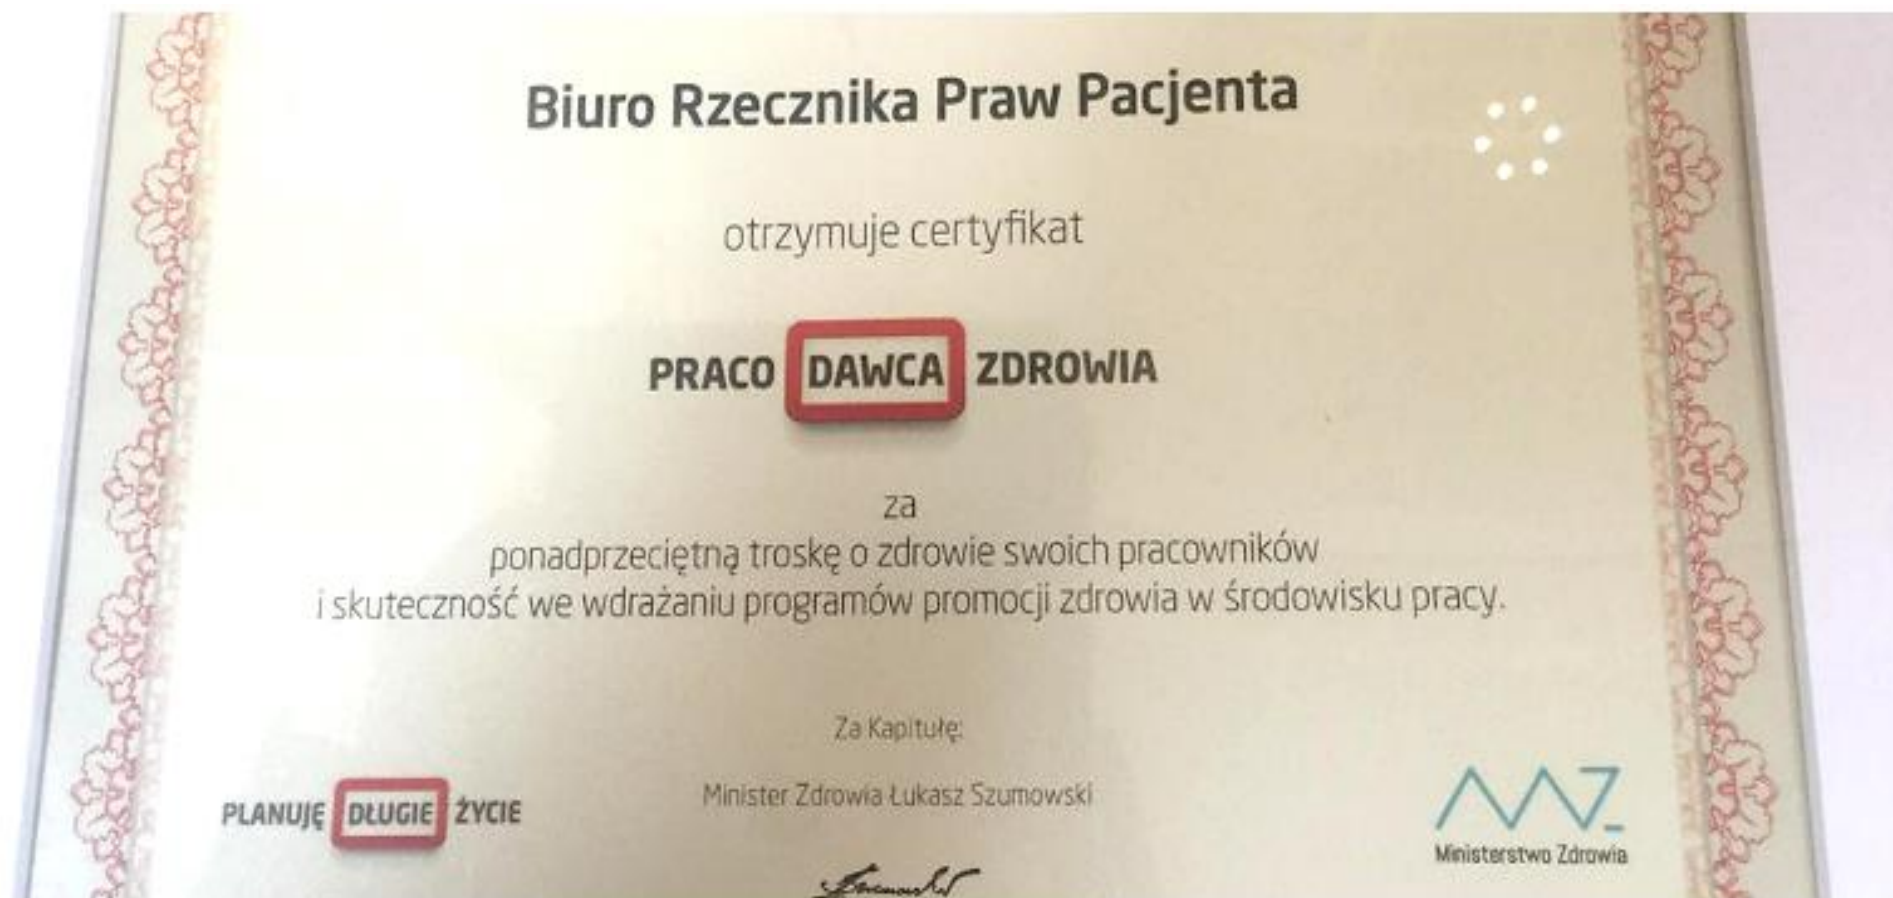 Biuro Rzecznika Praw Pacjenta
otrzymuje certyfikat
PRACO DAWCA ZDROWIA
za
ponadprzeciętną troskę o zdrowie swoich pracowników
i skuteczność we wdrażaniu programów promocji zdrowia w środowisku pracy.
Za Kapitułę:
Minister Zdrowia Łukasz Szumowski
PLANUJĘ DŁUGIE ŻYCIE
MZ
Ministerstwo Zdrowia